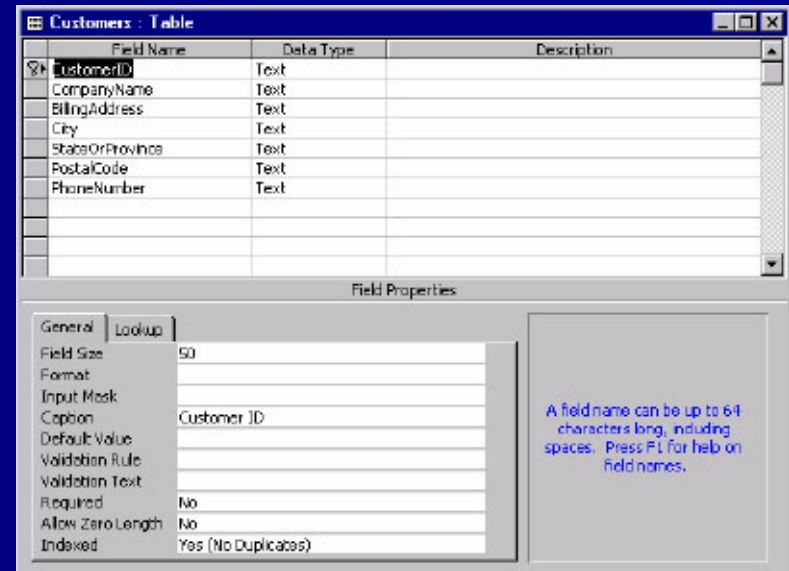 Customers : Table
Field Name Data Type Description
CustomerID Text
CompanyName Text
BillingAddress Text
City Text
StateOrProvince Text
PostalCode Text
PhoneNumber Text
Field Properties
General Lookup
Field Size 50
Format
Input Mask
Caption Customer ID
Default Value
Validation Rule
Validation Text
Required No
Allow Zero Length No
Indexed Yes (No Duplicates)
A field name can be up to 64
characters long, including
spaces. Press F1 for help on
field names.